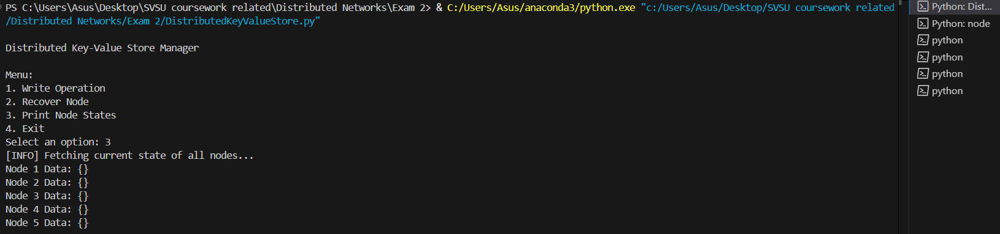 PS C:\Users\Asus\Desktop\SVSU coursework related\Distributed Networks\Exam 2> & C:/Users/Asus/anaconda3/python.exe "c:/Users/Asus/Desktop/SVSU coursework related
/Distributed Networks/Exam 2/DistributedKeyValueStore.py"
Distributed Key-Value Store Manager
Menu:
1. Write Operation
2. Recover Node
3. Print Node States
4. Exit
Select an option: 3
[INFO] Fetching current state of all nodes...
Node 1 Data: {}
Node 2 Data: {}
Node 3 Data: {}
Node 4 Data: {}
Node 5 Data: {}
Python: Dist...
Python: node
python
python
python
python